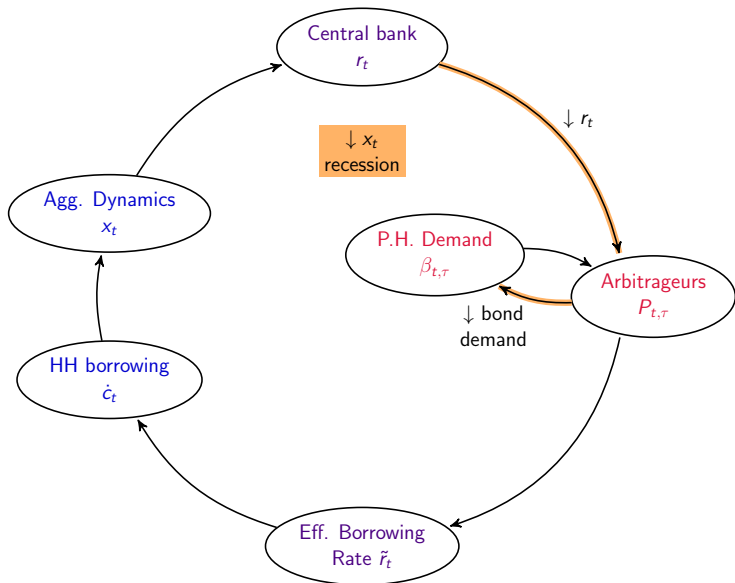 Central bank
r_t
↓ r_t
↓ x_t
recession
Agg. Dynamics
x_t
P.H. Demand
β_{t,τ}
Arbitrageurs
P_{t,τ}
↓ bond
demand
HH borrowing
ċ_t
Eff. Borrowing
Rate r̃_t